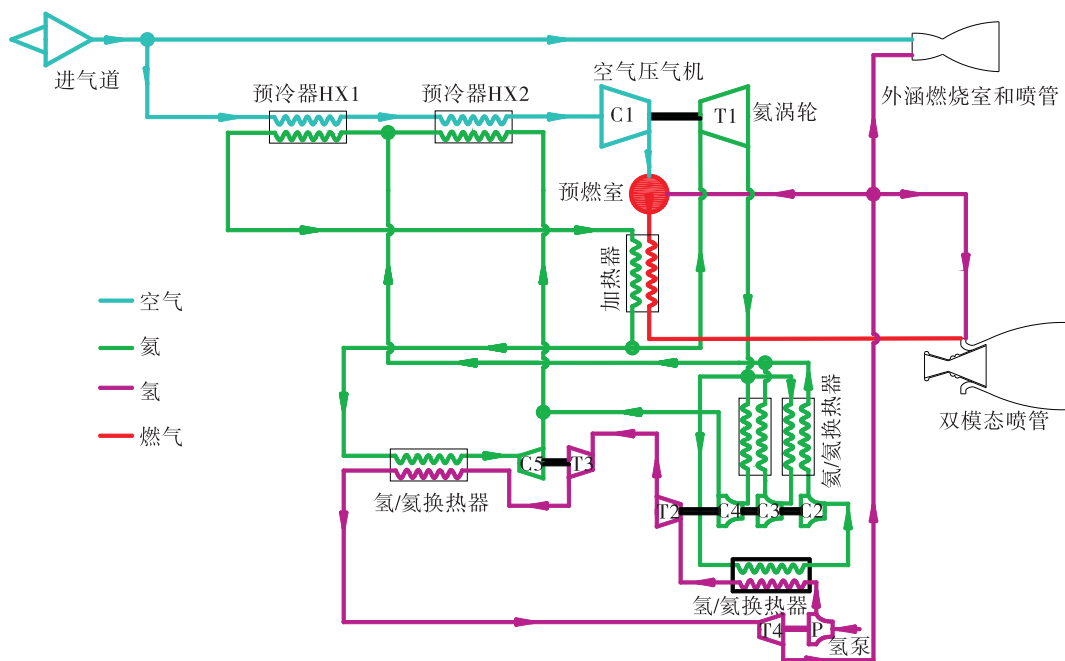 进气道
外涵燃烧室和喷管
空气压气机
预冷器HX1
预冷器HX2
C1
T1
氦涡轮
预燃室
加热器
空气
氦
氢
燃气
氦/氦换热器
双模态喷管
C5
T3
氢/氦换热器
T2
C4
C3
C2
氢/氦换热器
T4
P
氢泵